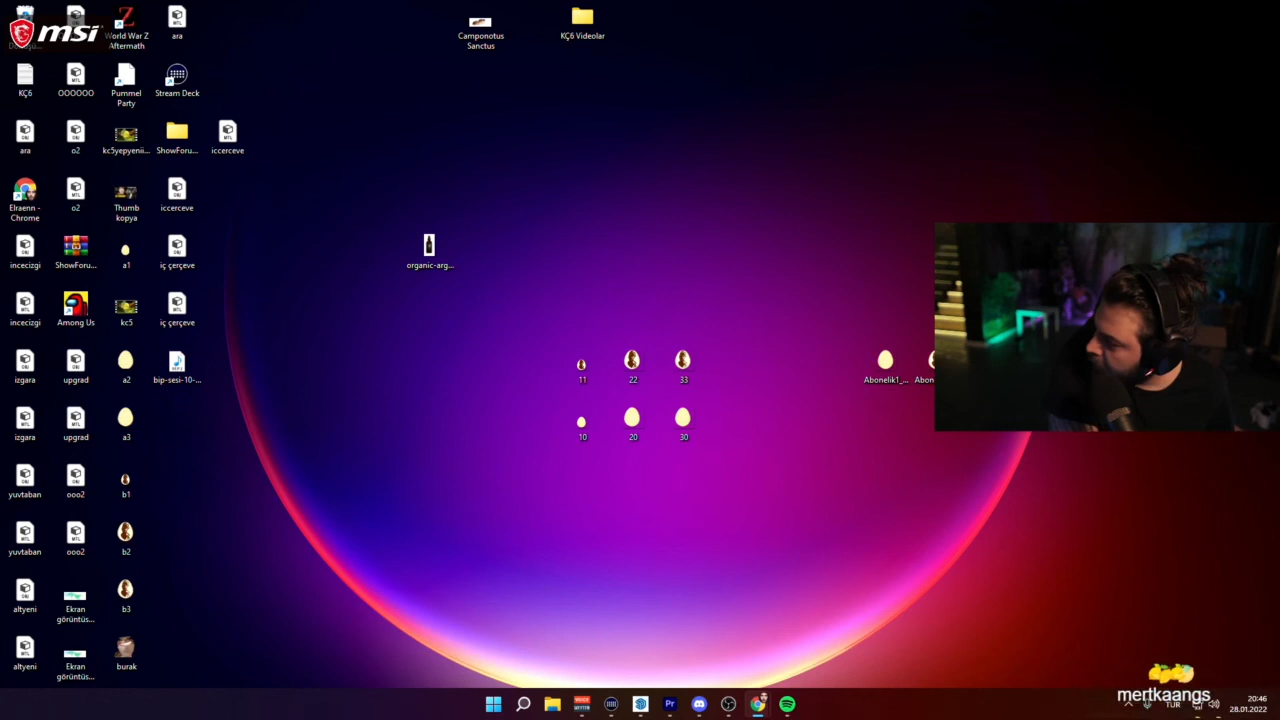 msi
World War Z
Aftermath
ara
Camponotus
Sanctus
KÇ6 Videolar
KÇ6
OOOOOO
Pummel
Party
Stream Deck
ara
o2
kc5yepyenii...
ShowForu...
iccerceve
Elraenn -
Chrome
o2
Thumb
kopya
iccerceve
organic-arg...
incecizgi
ShowForu...
a1
iç çerçeve
incecizgi
Among Us
kc5
iç çerçeve
izgara
upgrad
a2
bip-sesi-10-...
11
22
33
Abonelik1_...
Abon
izgara
upgrad
a3
10
20
30
yuvtaban
ooo2
b1
yuvtaban
ooo2
b2
altyeni
Ekran
görüntüs...
b3
altyeni
Ekran
görüntüs...
burak
mertkaangs
TUR
20:46
28.01.2022